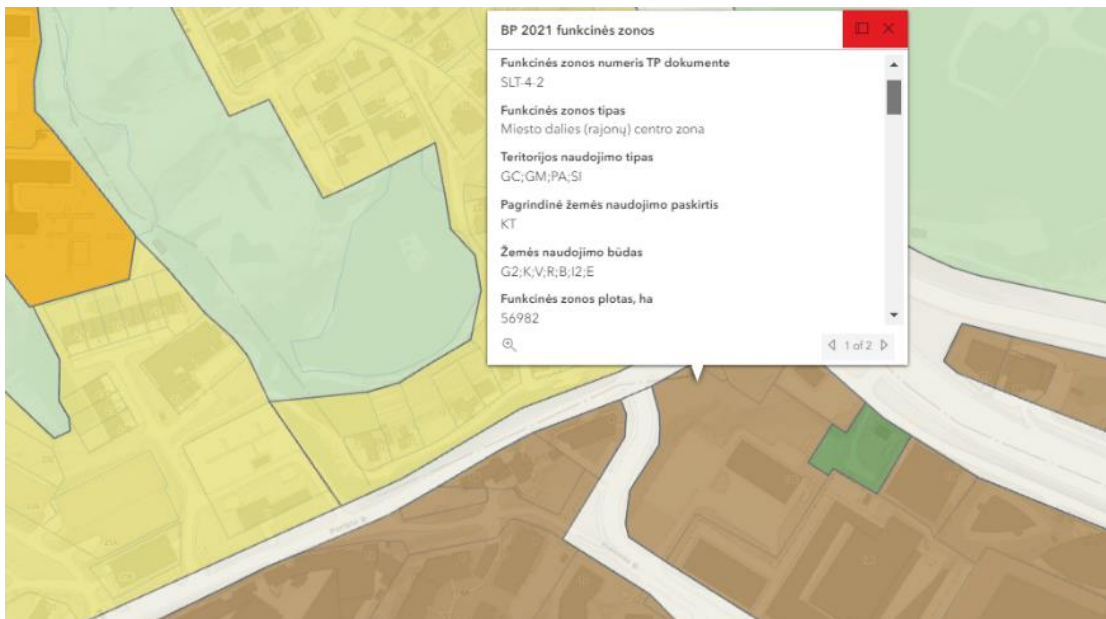 BP 2021 funkcinės zonos
Funkcinės zonos numeris TP dokumente
SLT-4-2
Funkcinės zonos tipas
Miesto dalies (rajonų) centro zona
Teritorijos naudojimo tipas
GC;GM;PA;SI
Pagrindinė žemės naudojimo paskirtis
KT
Žemės naudojimo būdas
G2;K;V;R;B;I2;E
Funkcinės zonos plotas, ha
56982
1 of 2